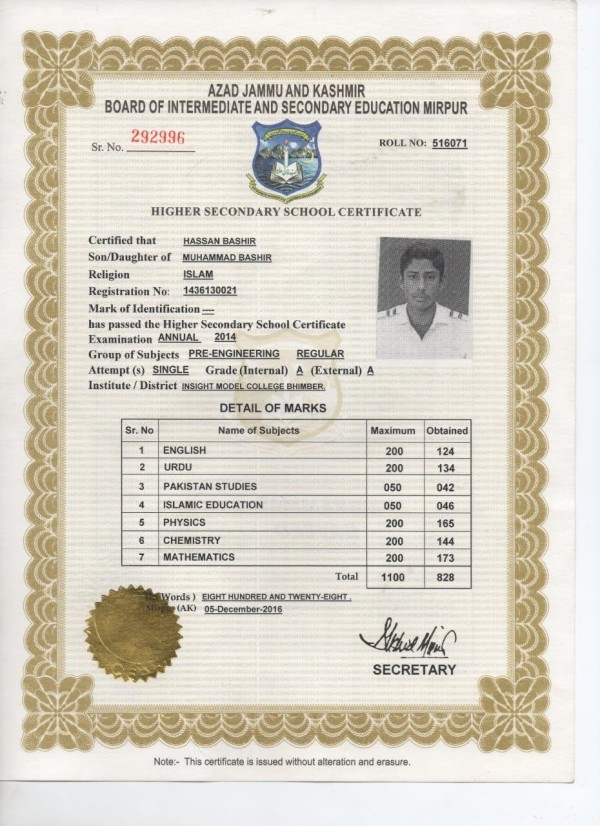 AZAD JAMMU AND KASHMIR
BOARD OF INTERMEDIATE AND SECONDARY EDUCATION MIRPUR
Sr. No. 292996
ROLL NO: 516071
HIGHER SECONDARY SCHOOL CERTIFICATE
Certified that HASSAN BASHIR
Son/Daughter of MUHAMMAD BASHIR
Religion ISLAM
Registration No: 1436130021
Mark of Identification ----
has passed the Higher Secondary School Certificate
Examination ANNUAL 2014
Group of Subjects PRE-ENGINEERING REGULAR
Attempt (s) SINGLE Grade (Internal) A (External) A
Institute / District INSIGHT MODEL COLLEGE BHIMBER.
DETAIL OF MARKS
Sr. No Name of Subjects Maximum Obtained
1 ENGLISH 200 124
2 URDU 200 134
3 PAKISTAN STUDIES 050 042
4 ISLAMIC EDUCATION 050 046
5 PHYSICS 200 165
6 CHEMISTRY 200 144
7 MATHEMATICS 200 173
Total 1100 828
Words ) EIGHT HUNDRED AND TWENTY-EIGHT .
(AK) 05-December-2016
SECRETARY
Note:- This certificate is issued without alteration and erasure.